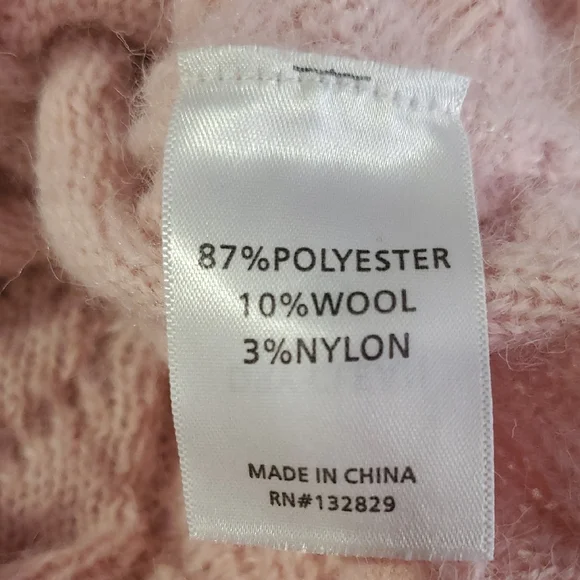 87%POLYESTER
10%WOOL
3%NYLON
MADE IN CHINA
RN#132829